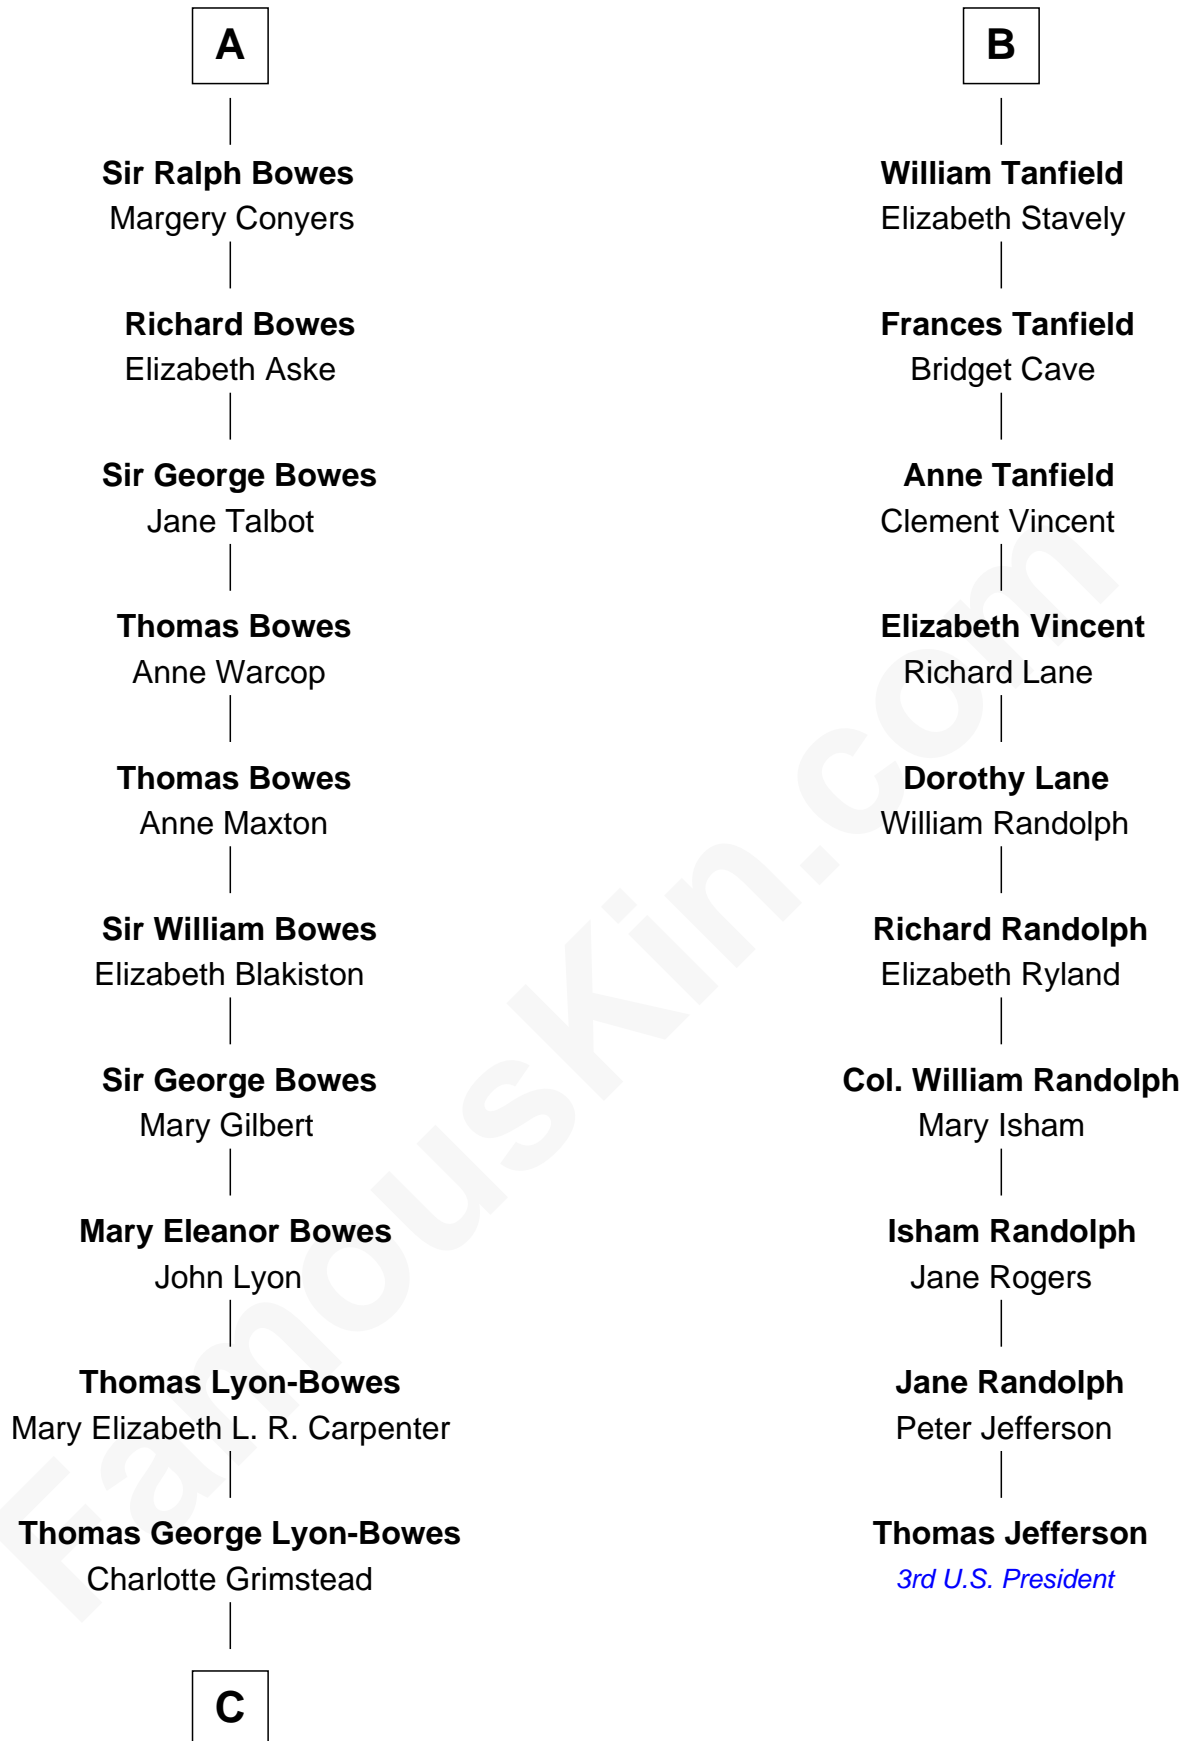 A
Sir Ralph Bowes
Margery Conyers
Richard Bowes
Elizabeth Aske
Sir George Bowes
Jane Talbot
Thomas Bowes
Anne Warcop
Thomas Bowes
Anne Maxton
Sir William Bowes
Elizabeth Blakiston
Sir George Bowes
Mary Gilbert
Mary Eleanor Bowes
John Lyon
Thomas Lyon-Bowes
Mary Elizabeth L. R. Carpenter
Thomas George Lyon-Bowes
Charlotte Grimstead
C
B
William Tanfield
Elizabeth Stavely
Frances Tanfield
Bridget Cave
Anne Tanfield
Clement Vincent
Elizabeth Vincent
Richard Lane
Dorothy Lane
William Randolph
Richard Randolph
Elizabeth Ryland
Col. William Randolph
Mary Isham
Isham Randolph
Jane Rogers
Jane Randolph
Peter Jefferson
Thomas Jefferson
3rd U.S. President
FamousKin.com